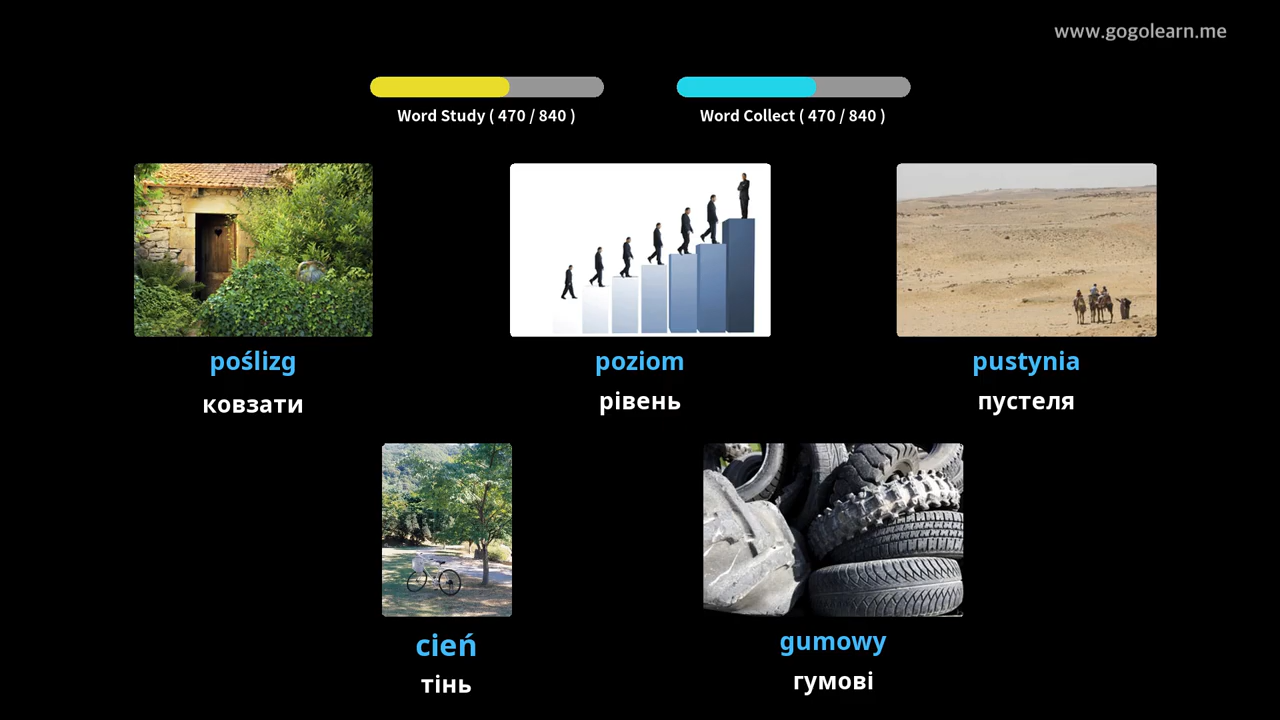 www.gogolearn.me
Word Study ( 470 / 840 )
Word Collect ( 470 / 840 )
poślizg
ковзати
poziom
рівень
pustynia
пустеля
cień
тінь
gumowy
гумові